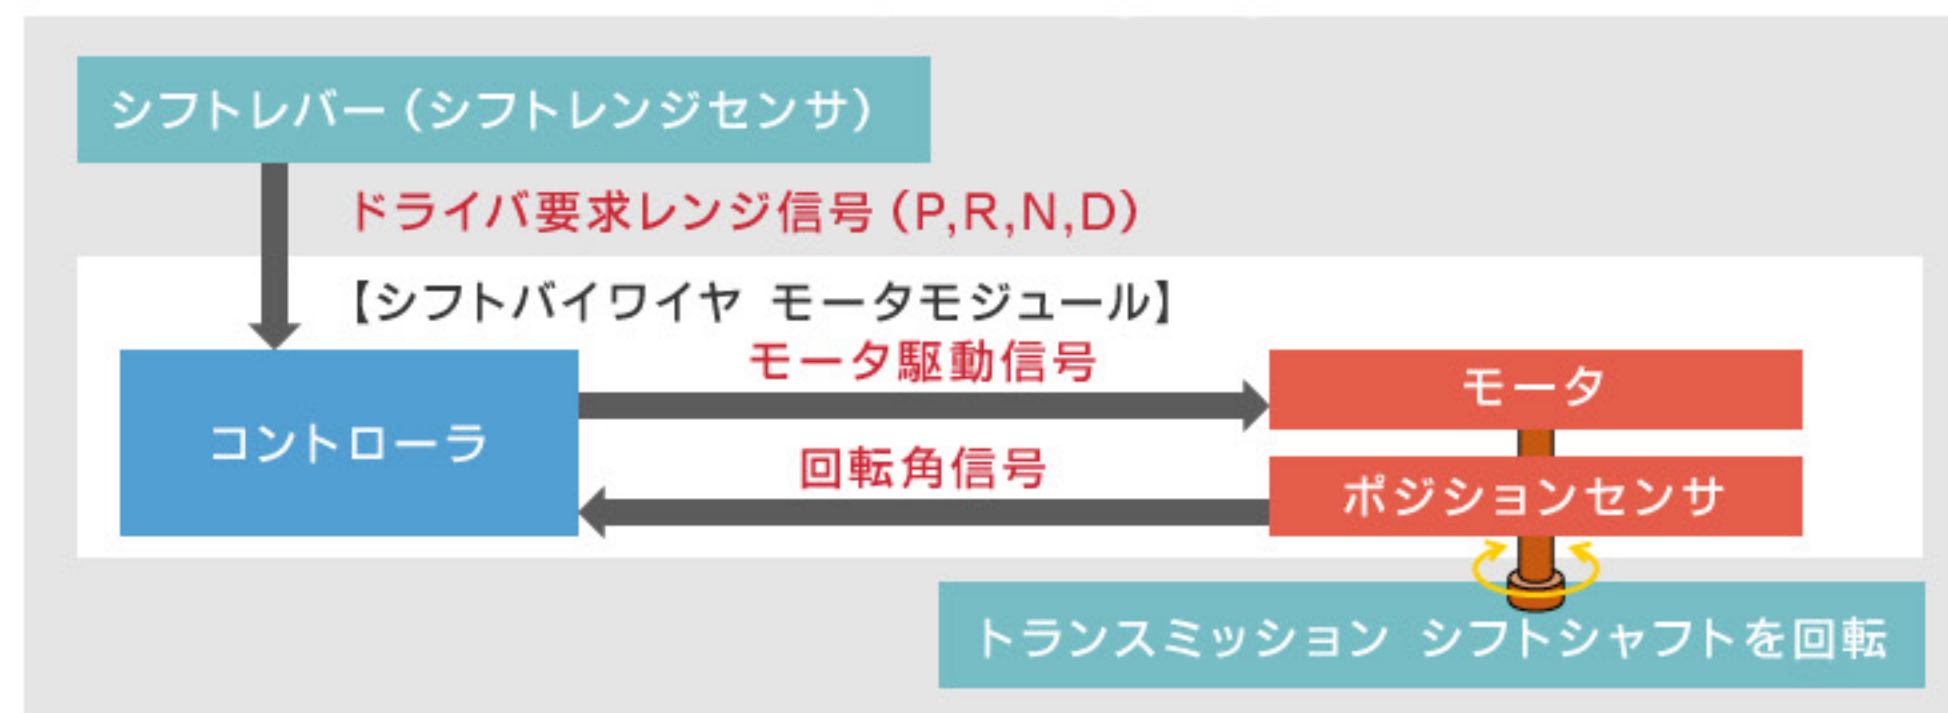 シフトレバー（シフトレンジセンサ）
ドライバ要求レンジ信号（P,R,N,D）
【シフトバイワイヤ モータモジュール】
モータ駆動信号
モータ
コントローラ
回転角信号
ポジションセンサ
トランスミッション シフトシャフトを回転